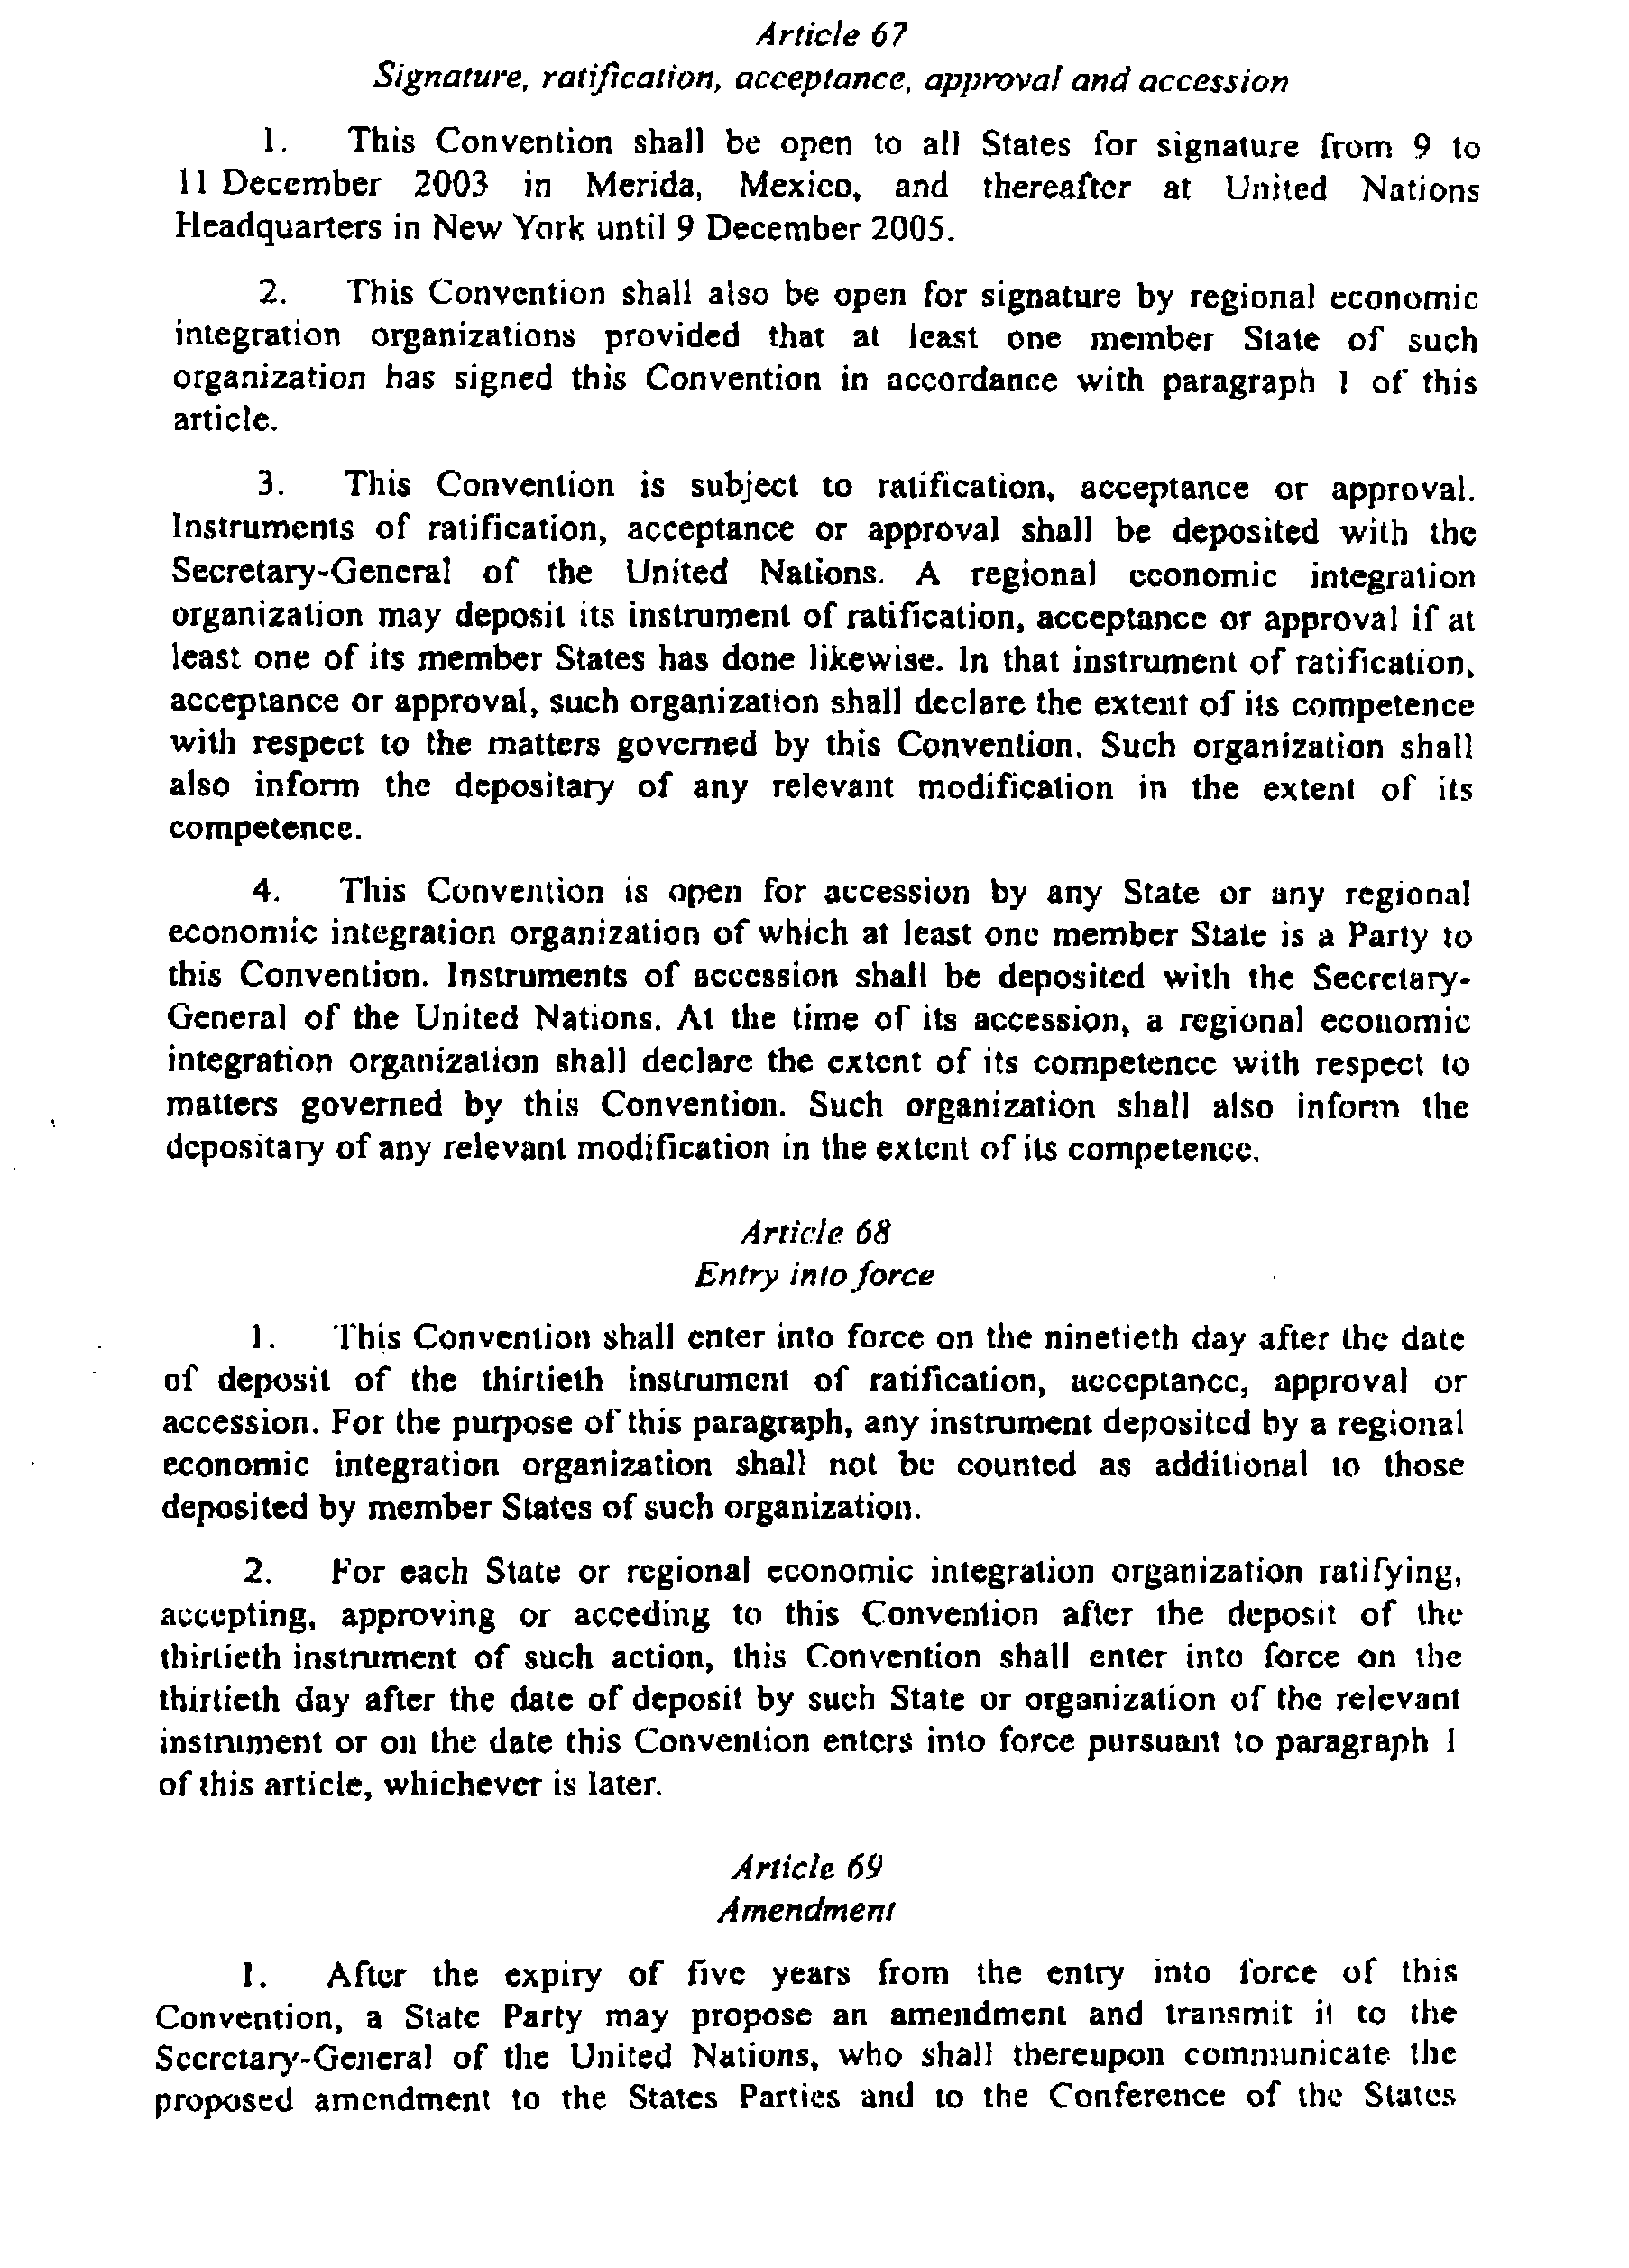 Article 67
Signature, ratification, acceptance, approval and accession
1. This Convention shall be open to all States for signature from 9 to
11 December 2003 in Merida, Mexico, and thereafter at United Nations
Headquarters in New York until 9 December 2005.
2. This Convention shall also be open for signature by regional economic
integration organizations provided that at least one member State of such
organization has signed this Convention in accordance with paragraph 1 of this
article.
3. This Convention is subject to ratification, acceptance or approval.
Instruments of ratification, acceptance or approval shall be deposited with the
Secretary-General of the United Nations. A regional economic integration
organization may deposit its instrument of ratification, acceptance or approval if at
least one of its member States has done likewise. In that instrument of ratification,
acceptance or approval, such organization shall declare the extent of its competence
with respect to the matters governed by this Convention. Such organization shall
also inform the depositary of any relevant modification in the extent of its
competence.
4. This Convention is open for accession by any State or any regional
economic integration organization of which at least one member State is a Party to
this Convention. Instruments of accession shall be deposited with the Secretary-
General of the United Nations. At the time of its accession, a regional economic
integration organization shall declare the extent of its competence with respect to
matters governed by this Convention. Such organization shall also inform the
depositary of any relevant modification in the extent of its competence.
Article 68
Entry into force
1. This Convention shall enter into force on the ninetieth day after the date
of deposit of the thirtieth instrument of ratification, acceptance, approval or
accession. For the purpose of this paragraph, any instrument deposited by a regional
economic integration organization shall not be counted as additional to those
deposited by member States of such organization.
2. For each State or regional economic integration organization ratifying,
accepting, approving or acceding to this Convention after the deposit of the
thirtieth instrument of such action, this Convention shall enter into force on the
thirtieth day after the date of deposit by such State or organization of the relevant
instrument or on the date this Convention enters into force pursuant to paragraph 1
of this article, whichever is later.
Article 69
Amendment
1. After the expiry of five years from the entry into force of this
Convention, a State Party may propose an amendment and transmit it to the
Secretary-General of the United Nations, who shall thereupon communicate the
proposed amendment to the States Parties and to the Conference of the States